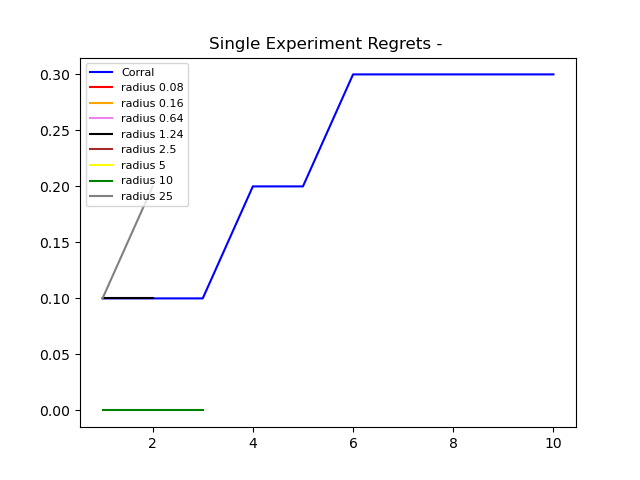 Single Experiment Regrets -
Corral
radius 0.08
radius 0.16
radius 0.64
radius 1.24
radius 2.5
radius 5
radius 10
radius 25
0.30
0.25
0.20
0.15
0.10
0.05
0.00
2 4 6 8 10